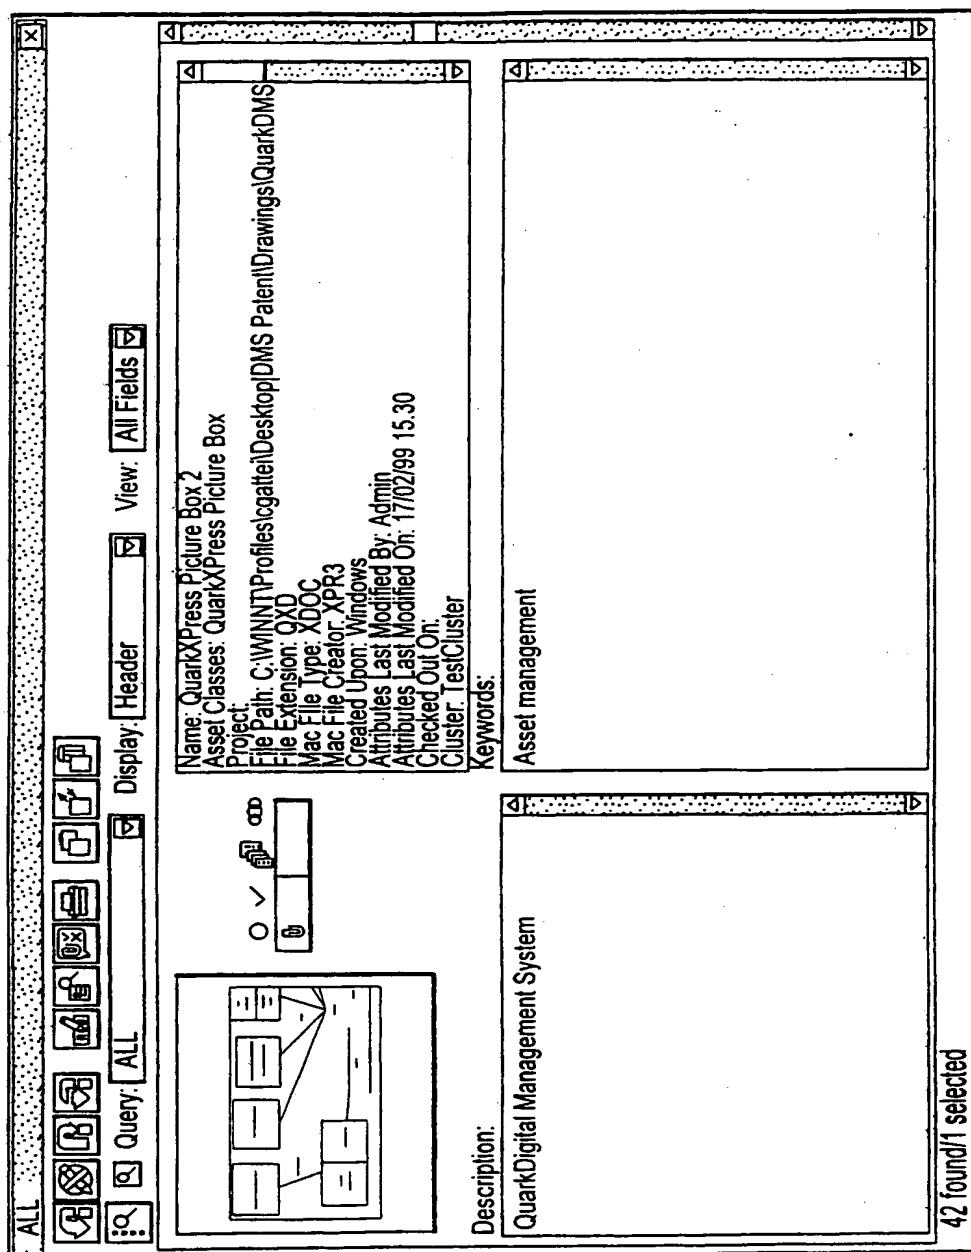 ALL
Query: ALL Display: Header View: All Fields
Name: QuarkXPress Picture Box 2
Asset Classes: QuarkXPress Picture Box
Project:
File Path: C:\WINNT\Profiles\cgattei\Desktop|DMS Patent\Drawings\QuarkDMS
File Extension: QXD
Mac File Type: XDOC
Mac File Creator: XPR3
Created Upon: Windows
Attributes Last Modified By: Admin
Attributes Last Modified On: 17/02/99 15.30
Checked Out On:
Cluster: TestCluster
Description:
QuarkDigital Management System
Keywords:
Asset management
42 found/1 selected